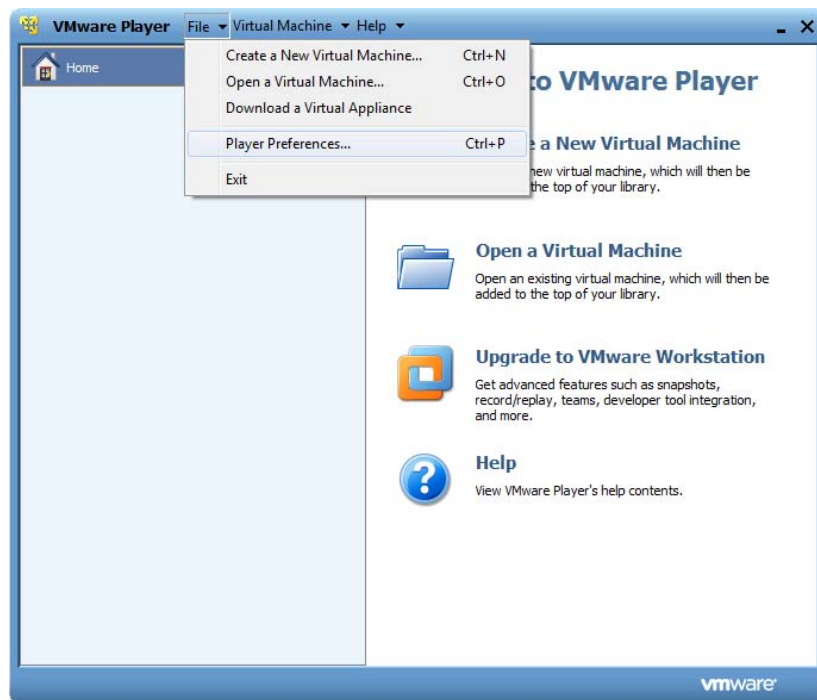 VMware Player File Virtual Machine Help
Home
Create a New Virtual Machine... Ctrl+N
Open a Virtual Machine... Ctrl+O
Download a Virtual Appliance
Player Preferences... Ctrl+P
Exit
to VMware Player
e a New Virtual Machine
new virtual machine, which will then be
the top of your library.
Open a Virtual Machine
Open an existing virtual machine, which will then be
added to the top of your library.
Upgrade to VMware Workstation
Get advanced features such as snapshots,
record/replay, teams, developer tool integration,
and more.
Help
View VMware Player's help contents.
vmware